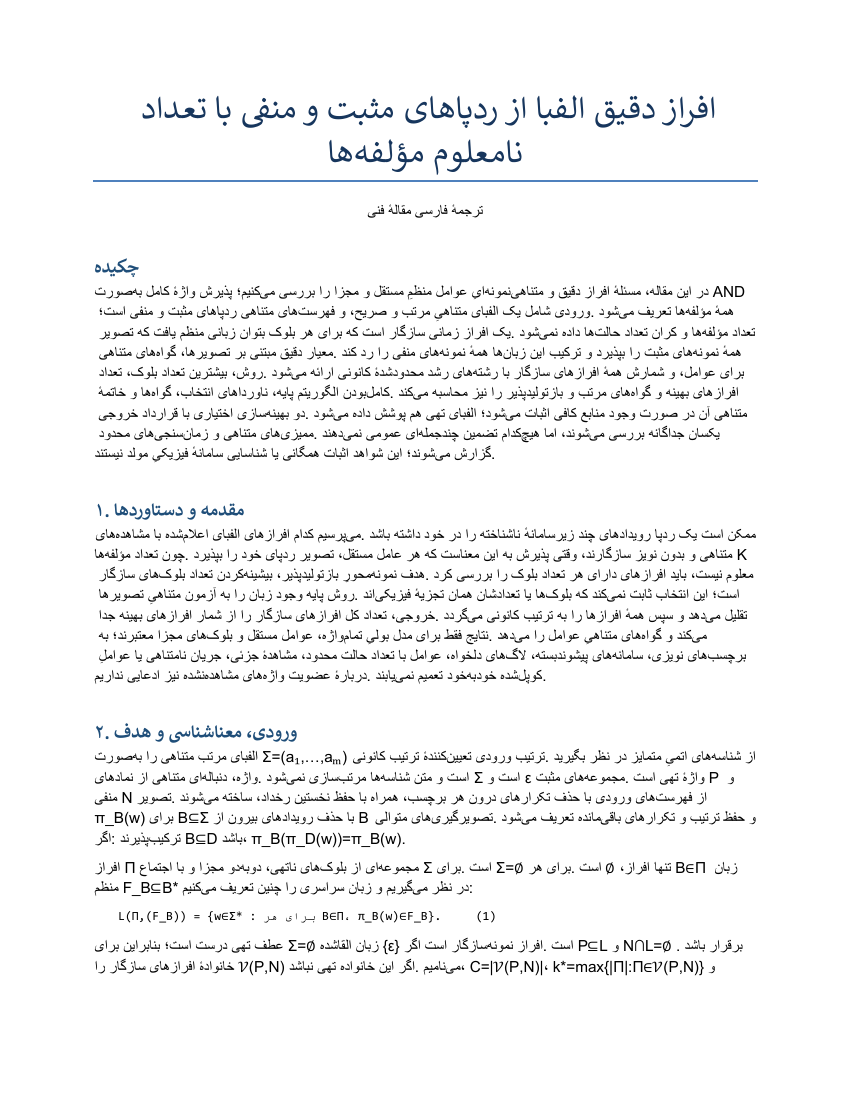 افراز دقیق الفبا از ردپاهای مثبت و منفی با تعداد
نامعلوم مؤلفه‌ها
ترجمهٔ فارسی مقالهٔ فنی
چکیده
در این مقاله، مسئلهٔ افراز دقیق و متناهی‌نمونه‌ایِ عوامل منظمِ مستقل و مجزا را بررسی می‌کنیم؛ پذیرش واژهٔ کامل به‌صورت AND
همهٔ مؤلفه‌ها تعریف می‌شود. ورودی شامل یک الفبای متناهیِ مرتب و صریح، و فهرست‌های متناهی ردپاهای مثبت و منفی است؛
تعداد مؤلفه‌ها و کران تعداد حالت‌ها داده نمی‌شود. یک افراز زمانی سازگار است که برای هر بلوک بتوان زبانی منظم یافت که تصویر
همهٔ نمونه‌های مثبت را بپذیرد و ترکیب این زبان‌ها همهٔ نمونه‌های منفی را رد کند. معیار دقیق مبتنی بر تصویرها، گواه‌های متناهی
برای عوامل، و شمارش همهٔ افرازهای سازگار با رشته‌های رشد محدودشدهٔ کانونی ارائه می‌شود. روش، بیشترین تعداد بلوک، تعداد
افرازهای بهینه و گواه‌های مرتب و بازتولیدپذیر را نیز محاسبه می‌کند. کامل‌بودن الگوریتم پایه، ناورداهای انتخاب، گواه‌ها و خاتمهٔ
متناهی آن در صورت وجود منابع کافی اثبات می‌شود؛ الفبای تهی هم پوشش داده می‌شود. دو بهینه‌سازی اختیاری با قرارداد خروجی
یکسان جداگانه بررسی می‌شوند، اما هیچ‌کدام تضمین چندجمله‌ای عمومی نمی‌دهند. ممیزی‌های متناهی و زمان‌سنجی‌های محدود
گزارش می‌شوند؛ این شواهد اثبات همگانی یا شناسایی سامانهٔ فیزیکیِ مولد نیستند.
۱. مقدمه و دستاوردها
ممکن است یک ردپا رویدادهای چند زیرسامانهٔ ناشناخته را در خود داشته باشد. می‌پرسیم کدام افرازهای الفبای اعلام‌شده با مشاهده‌های
متناهی و بدون نویز سازگارند، وقتی پذیرش به این معناست که هر عامل مستقل، تصویر ردپای خود را بپذیرد. چون تعداد مؤلفه‌ها K
معلوم نیست، باید افرازهای دارای هر تعداد بلوک را بررسی کرد. هدف نمونه‌محور بازتولیدپذیر، بیشینه‌کردن تعداد بلوک‌های سازگار
است؛ این انتخاب ثابت نمی‌کند که بلوک‌ها یا تعدادشان همان تجزیهٔ فیزیکی‌اند. روش پایه وجود زبان را به آزمون متناهیِ تصویرها
تقلیل می‌دهد و سپس همهٔ افرازها را به ترتیب کانونی می‌گردد. خروجی، تعداد کل افرازهای سازگار را از شمار افرازهای بهینه جدا
می‌کند و گواه‌های متناهیِ عوامل را می‌دهد. نتایج فقط برای مدل بولیِ تمام‌واژه، عوامل مستقل و بلوک‌های مجزا معتبرند؛ به
برچسب‌های نویزی، سامانه‌های پیشوندبسته، لاگ‌های دلخواه، عوامل با تعداد حالت محدود، مشاهدهٔ جزئی، جریان نامتناهی یا عواملِ
کوپل‌شده خودبه‌خود تعمیم نمی‌یابند. دربارهٔ عضویت واژه‌های مشاهده‌نشده نیز ادعایی نداریم.
۲. ورودی، معناشناسی و هدف
الفبای مرتب متناهی را به‌صورت Σ=(a₁,…,aₘ) از شناسه‌های اتمیِ متمایز در نظر بگیرید. ترتیب ورودی تعیین‌کنندهٔ ترتیب کانونی
است و متن شناسه‌ها مرتب‌سازی نمی‌شود. واژه، دنباله‌ای متناهی از نمادهای Σ است و ε واژهٔ تهی است. مجموعه‌های مثبت P و
منفی N از فهرست‌های ورودی با حذف تکرارهای درون هر برچسب، همراه با حفظ نخستین رخداد، ساخته می‌شوند. تصویر
π_B(w) برای B⊆Σ با حذف رویدادهای بیرون از B و حفظ ترتیب و تکرارهای باقی‌مانده تعریف می‌شود. تصویرگیری‌های متوالی
ترکیب‌پذیرند: اگر B⊆D باشد، π_B(π_D(w))=π_B(w).
افراز Π مجموعه‌ای از بلوک‌های ناتهی، دوبه‌دو مجزا و با اجتماع Σ است. برای Σ=∅ تنها افراز، ∅ است. برای هر B∈Π زبان
منظم F_B⊆B* در نظر می‌گیریم و زبان سراسری را چنین تعریف می‌کنیم:
L(Π,(F_B)) = {w∈Σ* : برای هر B∈Π، π_B(w)∈F_B}. (1)
عطف تهی درست است؛ بنابراین برای Σ=∅ زبان القاشده {ε} است. افراز نمونه‌سازگار است اگر P⊆L و N∩L=∅ برقرار باشد.
خانوادهٔ افرازهای سازگار را 𝒱(P,N) می‌نامیم. اگر این خانواده تهی نباشد، C=|𝒱(P,N)|، k*=max{|Π|:Π∈𝒱(P,N)} و